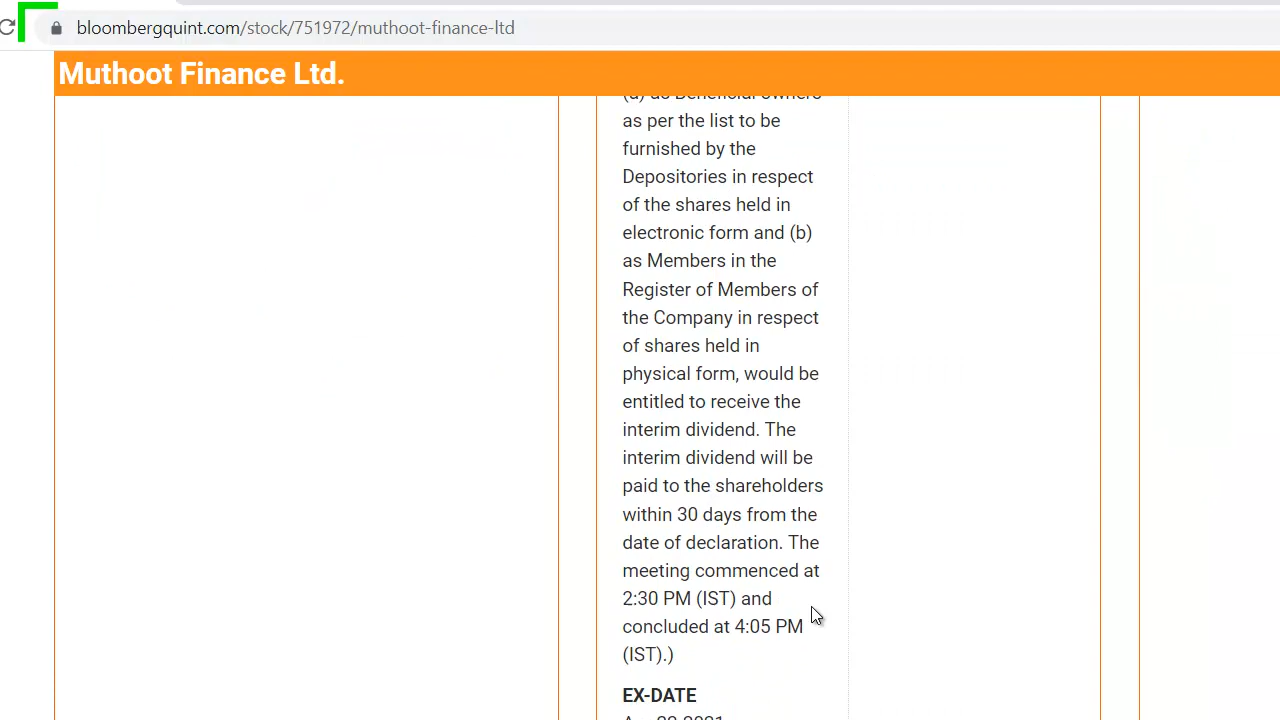 bloombergquint.com/stock/751972/muthoot-finance-ltd
Muthoot Finance Ltd.
(a) as Beneficial owners
as per the list to be
furnished by the
Depositories in respect
of the shares held in
electronic form and (b)
as Members in the
Register of Members of
the Company in respect
of shares held in
physical form, would be
entitled to receive the
interim dividend. The
interim dividend will be
paid to the shareholders
within 30 days from the
date of declaration. The
meeting commenced at
2:30 PM (IST) and
concluded at 4:05 PM
(IST).)
EX-DATE